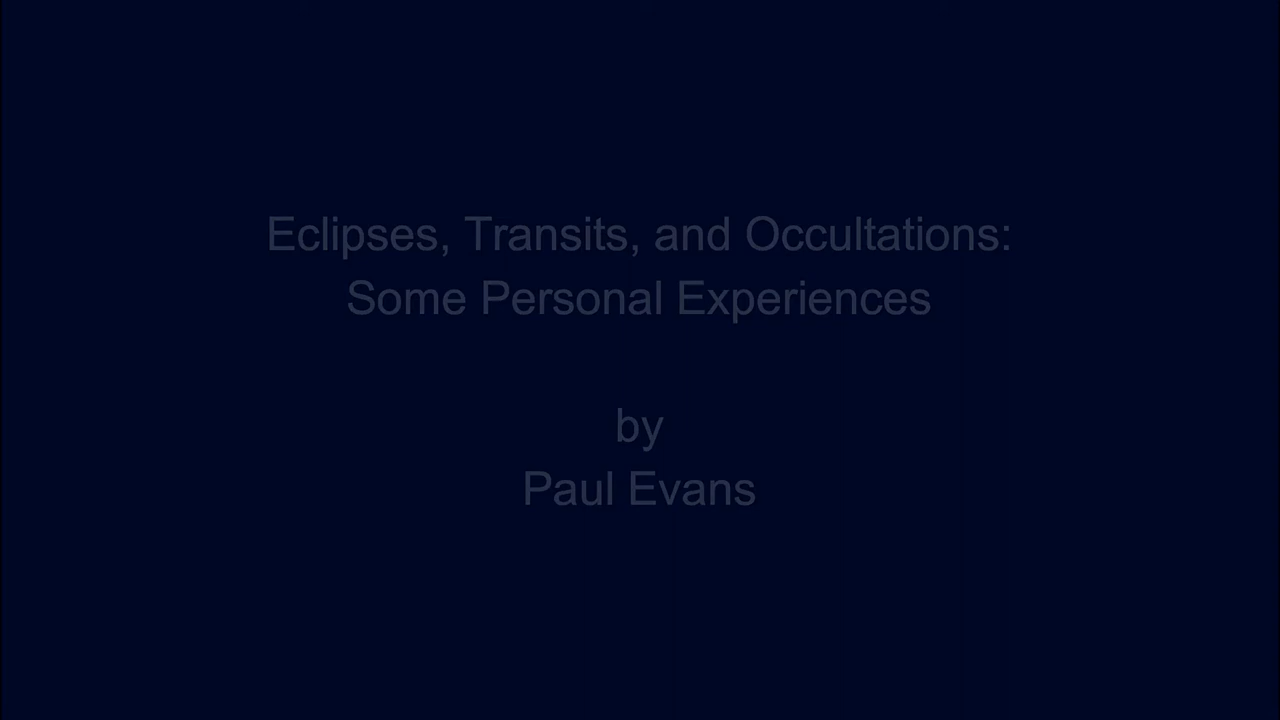 Eclipses, Transits, and Occultations:
Some Personal Experiences
by
Paul Evans